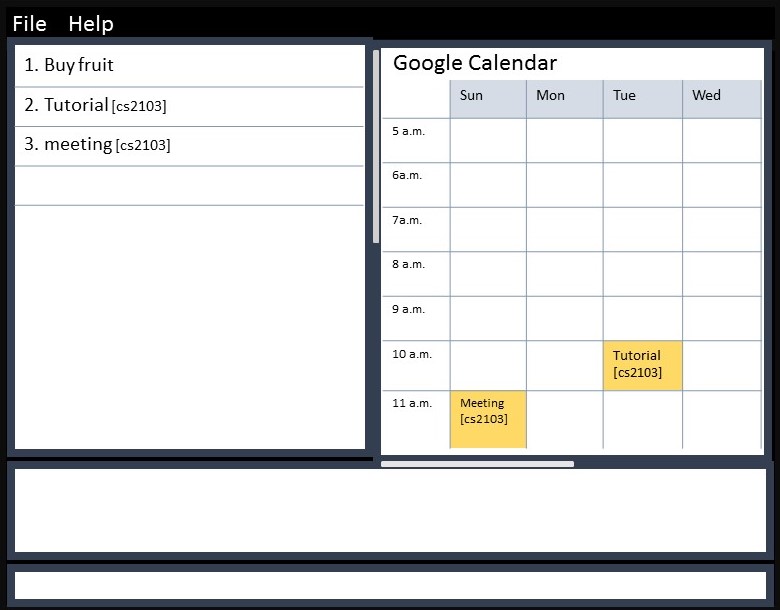 File Help
1. Buy fruit
2. Tutorial [cs2103]
3. meeting [cs2103]
Google Calendar
Sun Mon Tue Wed
5 a.m.
6a.m.
7a.m.
8 a.m.
9 a.m.
10 a.m.
Tutorial
[cs2103]
11 a.m.
Meeting
[cs2103]